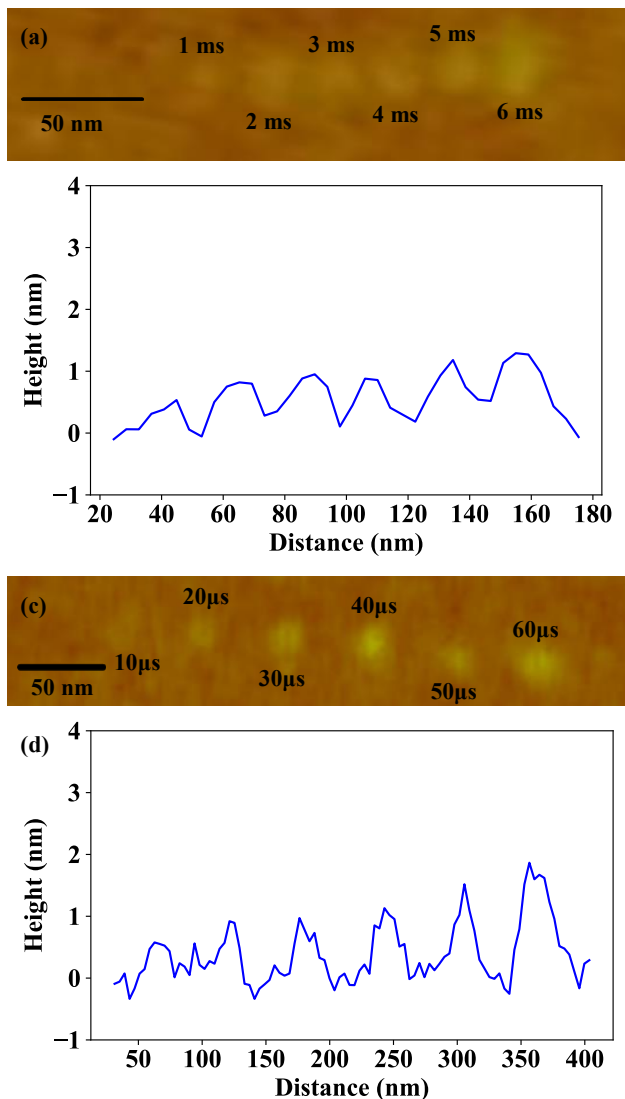 (a)
1 ms
3 ms
5 ms
50 nm
2 ms
4 ms
6 ms
4
3
2
1
0
−1
Height (nm)
20 40 60 80 100 120 140 160 180
Distance (nm)
(c)
20μs
40μs
60μs
10μs
50 nm
30μs
50μs
(d)
4
3
2
1
0
−1
Height (nm)
50 100 150 200 250 300 350 400
Distance (nm)